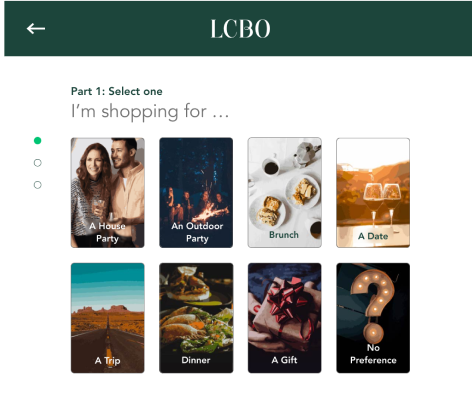 LCBO
Part 1: Select one
I'm shopping for ...
A House
Party
An Outdoor
Party
Brunch
A Date
A Trip
Dinner
A Gift
No
Preference